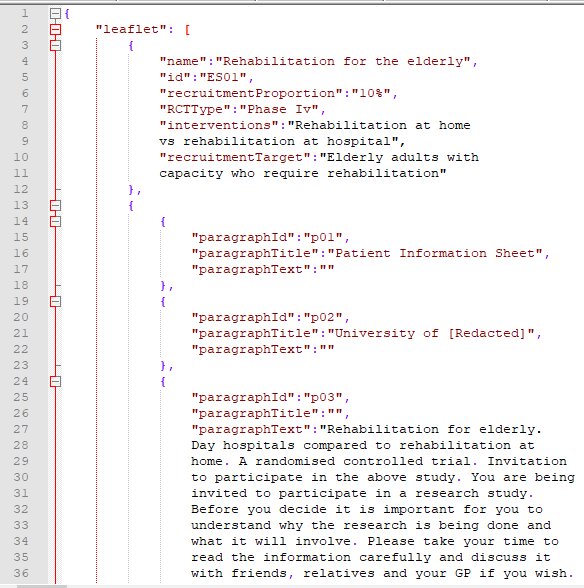 1 {
2 "leaflet": [
3 {
4 "name":"Rehabilitation for the elderly",
5 "id":"ES01",
6 "recruitmentProportion":"10%",
7 "RCTType":"Phase Iv",
8 "interventions":"Rehabilitation at home
9 vs rehabilitation at hospital",
10 "recruitmentTarget":"Elderly adults with
11 capacity who require rehabilitation"
12 },
13 {
14 {
15 "paragraphId":"p01",
16 "paragraphTitle":"Patient Information Sheet",
17 "paragraphText":""
18 },
19 {
20 "paragraphId":"p02",
21 "paragraphTitle":"University of [Redacted]",
22 "paragraphText":""
23 },
24 {
25 "paragraphId":"p03",
26 "paragraphTitle":"",
27 "paragraphText":"Rehabilitation for elderly.
28 Day hospitals compared to rehabilitation at
29 home. A randomised controlled trial. Invitation
30 to participate in the above study. You are being
31 invited to participate in a research study.
32 Before you decide it is important for you to
33 understand why the research is being done and
34 what it will involve. Please take your time to
35 read the information carefully and discuss it
36 with friends, relatives and your GP if you wish.